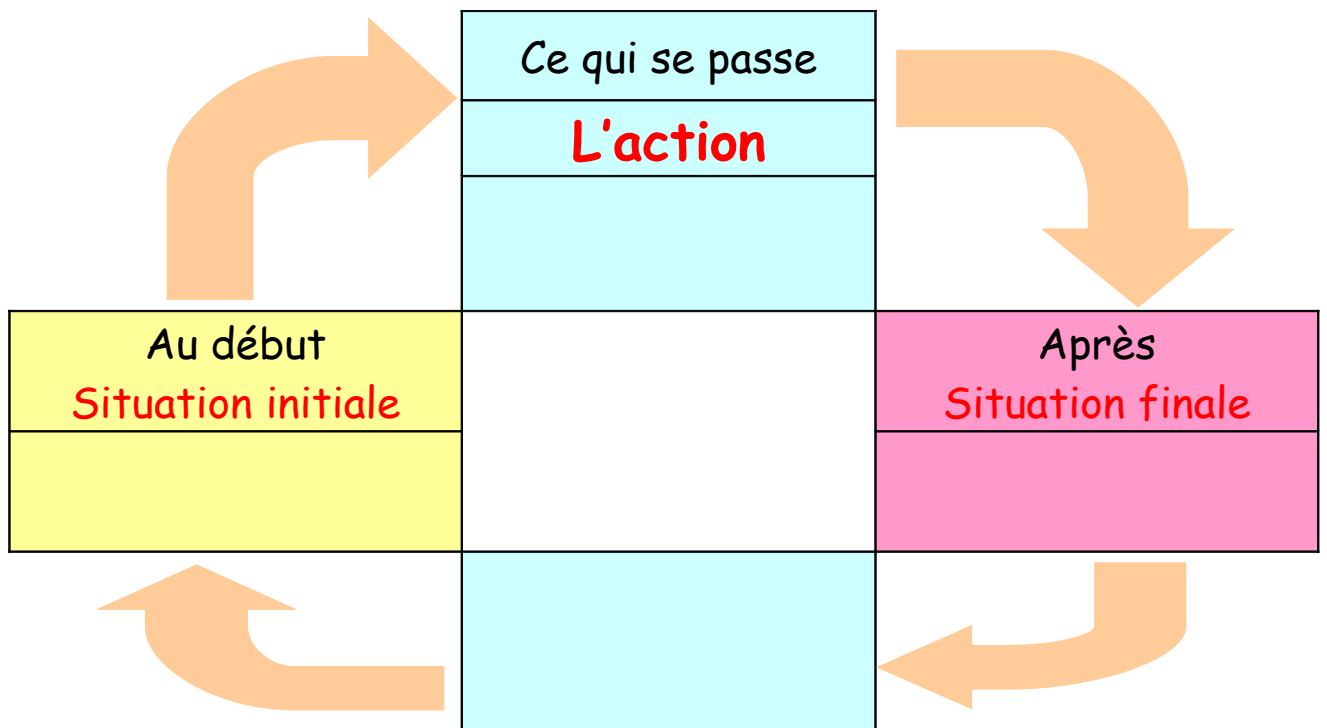 Ce qui se passe
L'action
Au début
Situation initiale
Après
Situation finale